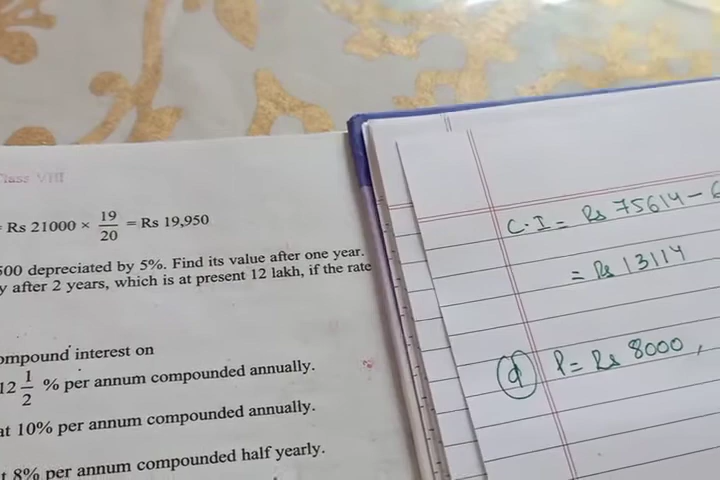 Class VIII
= Rs 21000 × 19/20 = Rs 19,950
500 depreciated by 5%. Find its value after one year.
y after 2 years, which is at present 12 lakh, if the rate
ompound interest on
12 1/2 % per annum compounded annually.
at 10% per annum compounded annually.
t 8% per annum compounded half yearly.
C.I = Rs 75614 - 6
= Rs 13114
(d) P = Rs 8000,